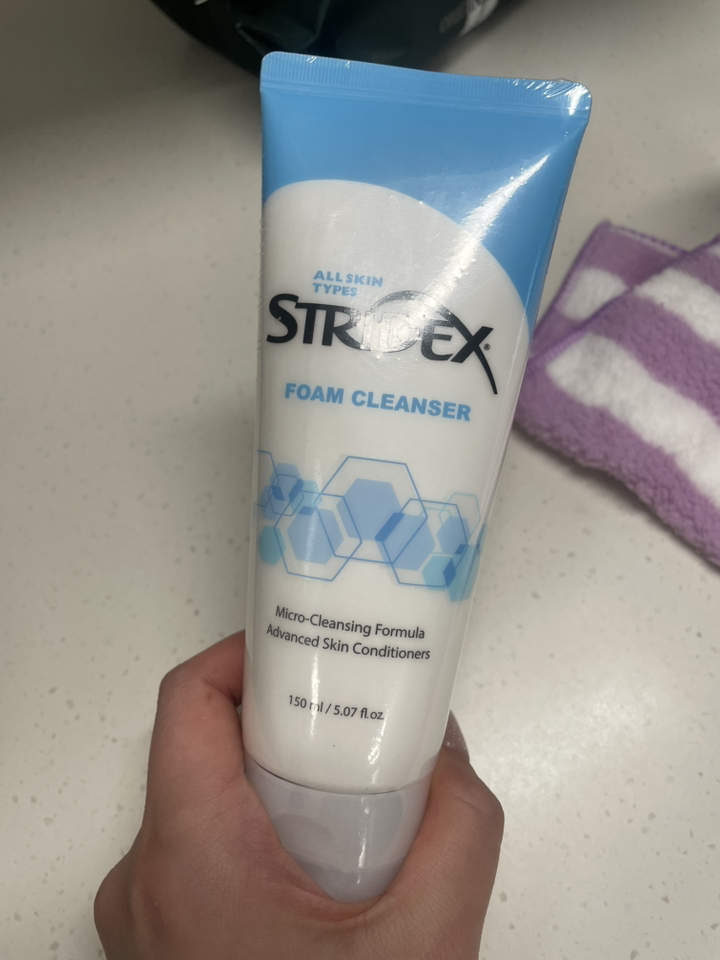 ALL SKIN
TYPES
STRIDEX®
FOAM CLEANSER
Micro-Cleansing Formula
Advanced Skin Conditioners
150 ml / 5.07 fl.oz.